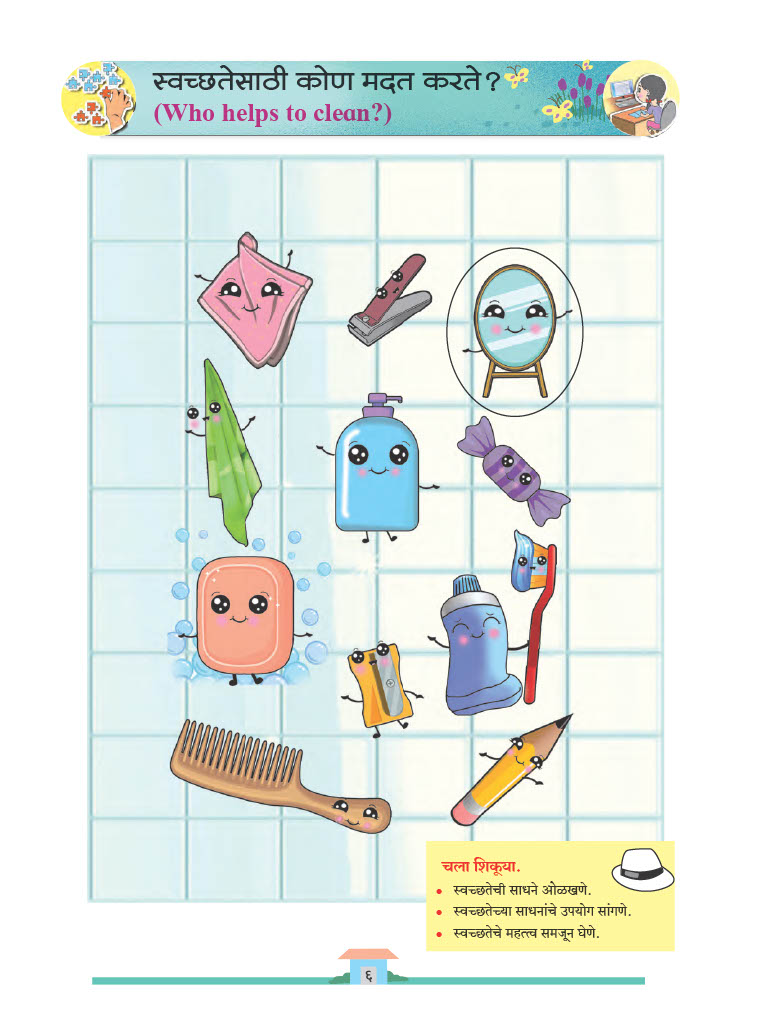 स्वच्छतेसाठी कोण मदत करते?
(Who helps to clean?)
चला शिकूया.
• स्वच्छतेची साधने ओळखणे.
• स्वच्छतेच्या साधनांचे उपयोग सांगणे.
• स्वच्छतेचे महत्त्व समजून घेणे.
६